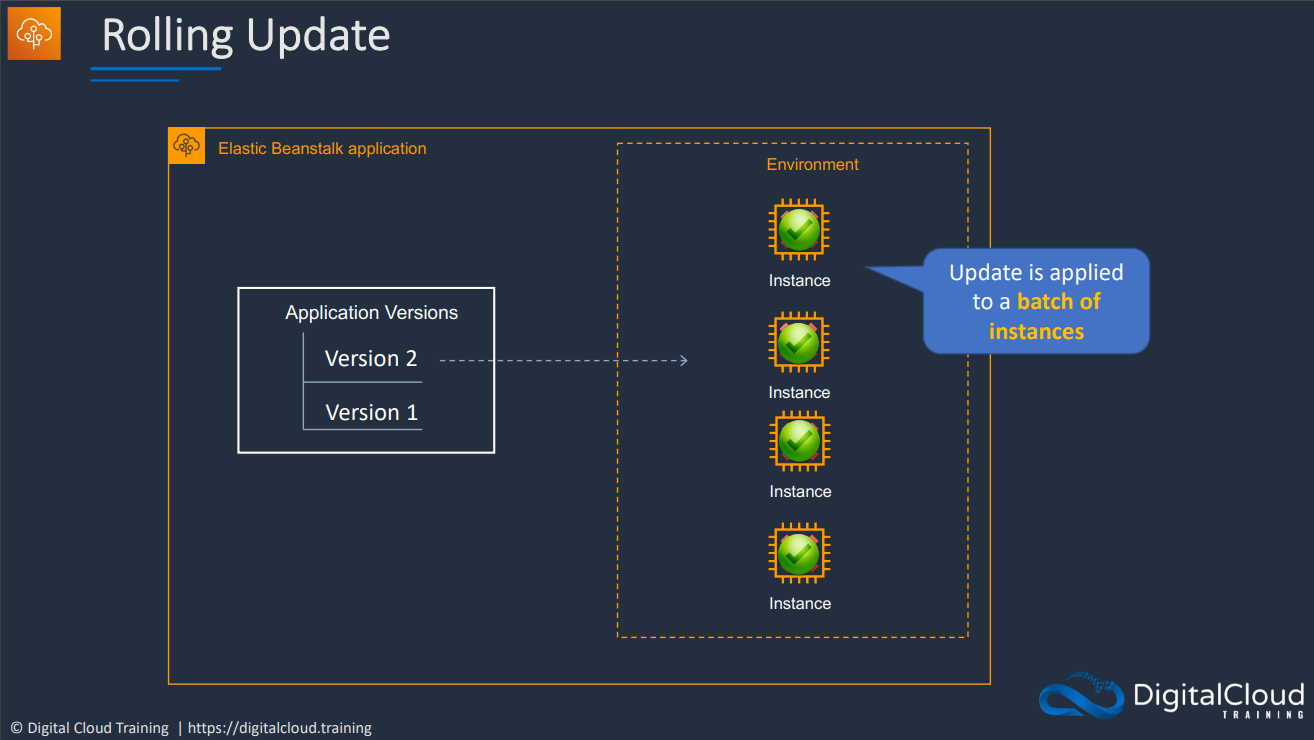 Rolling Update
Elastic Beanstalk application
Environment
Instance
Update is applied
to a batch of
instances
Application Versions
Version 2
Instance
Version 1
Instance
Instance
DigitalCloud
TRAINING
© Digital Cloud Training | https://digitalcloud.training